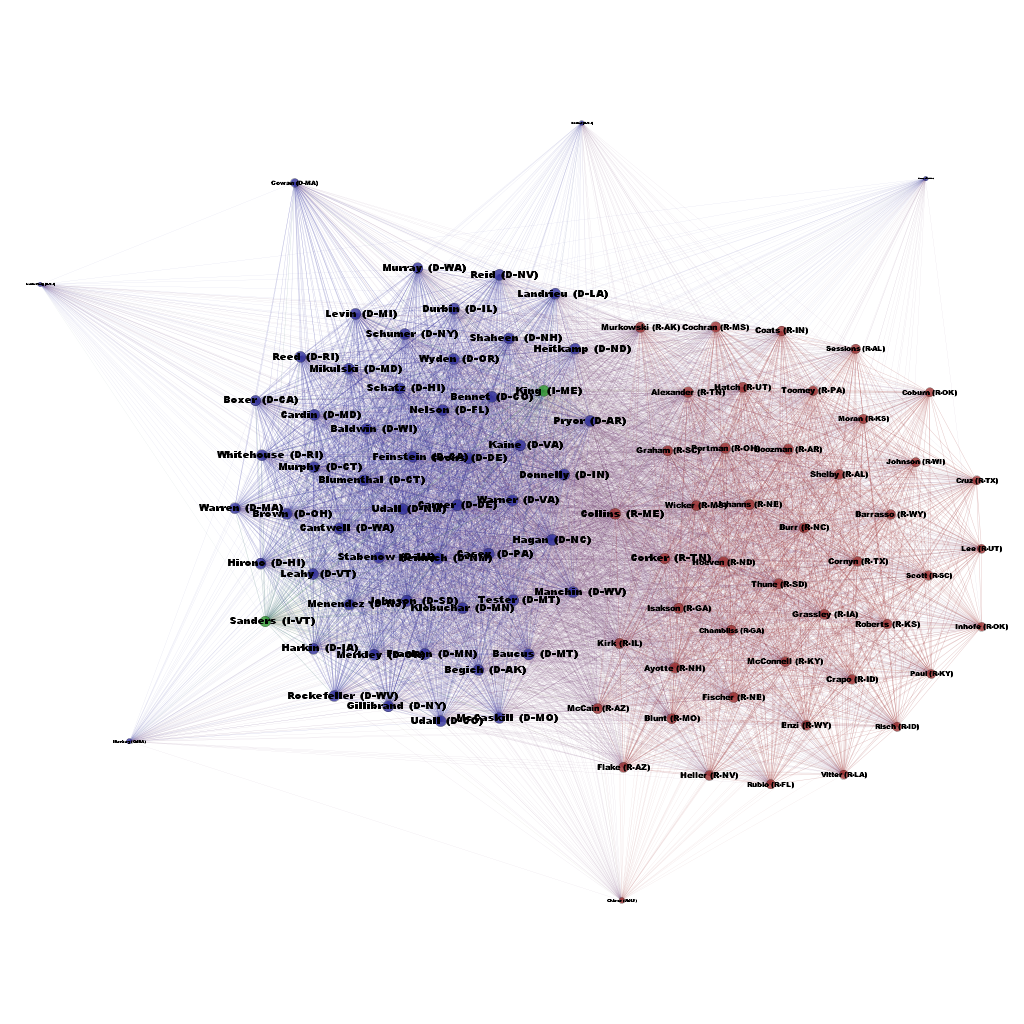 Cowan (D-MA)
Murray (D-WA)
Reid (D-NV)
Landrieu (D-LA)
Durbin (D-IL)
Levin (D-MI)
Murkowski (R-AK)
Cochran (R-MS)
Coats (R-IN)
Schumer (D-NY)
Shaheen (D-NH)
Heitkamp (D-ND)
Sessions (R-AL)
Reed (D-RI)
Wyden (D-OR)
Mikulski (D-MD)
Schatz (D-HI)
Bennet (D-CO)
King (I-ME)
Alexander (R-TN)
Hatch (R-UT)
Toomey (R-PA)
Coburn (R-OK)
Boxer (D-CA)
Nelson (D-FL)
Cardin (D-MD)
Pryor (D-AR)
Moran (R-KS)
Baldwin (D-WI)
Kaine (D-VA)
Graham (R-SC)
Portman (R-OH)
Boozman (R-AR)
Whitehouse (D-RI)
Feinstein (D-CA)
(D-DE)
Johnson (R-WI)
Murphy (D-CT)
Donnelly (D-IN)
Shelby (R-AL)
Blumenthal (D-CT)
Cruz (R-TX)
Warner (D-VA)
Warren (D-MA)
Udall (D-NM)
Carper (D-DE)
Wicker (R-MS)
Johanns (R-NE)
Brown (D-OH)
Collins (R-ME)
Barrasso (R-WY)
Cantwell (D-WA)
Burr (R-NC)
Hagan (D-NC)
Lee (R-UT)
Stabenow (D-MI)
Heinrich (D-NM)
Casey (D-PA)
Corker (R-TN)
Hoeven (R-ND)
Cornyn (R-TX)
Hirono (D-HI)
Leahy (D-VT)
Scott (R-SC)
Thune (R-SD)
Manchin (D-WV)
Menendez (D-NJ)
Johnson (D-SD)
Tester (D-MT)
Klobuchar (D-MN)
Isakson (R-GA)
Grassley (R-IA)
Sanders (I-VT)
Roberts (R-KS)
Inhofe (R-OK)
Chambliss (R-GA)
Kirk (R-IL)
Harkin (D-IA)
Merkley (D-OR)
Franken (D-MN)
Baucus (D-MT)
McConnell (R-KY)
Begich (D-AK)
Ayotte (R-NH)
Paul (R-KY)
Crapo (R-ID)
Rockefeller (D-WV)
Fischer (R-NE)
Gillibrand (D-NY)
McCain (R-AZ)
Udall (D-CO)
McCaskill (D-MO)
Blunt (R-MO)
Enzi (R-WY)
Risch (R-ID)
Flake (R-AZ)
Heller (R-NV)
Vitter (R-LA)
Rubio (R-FL)